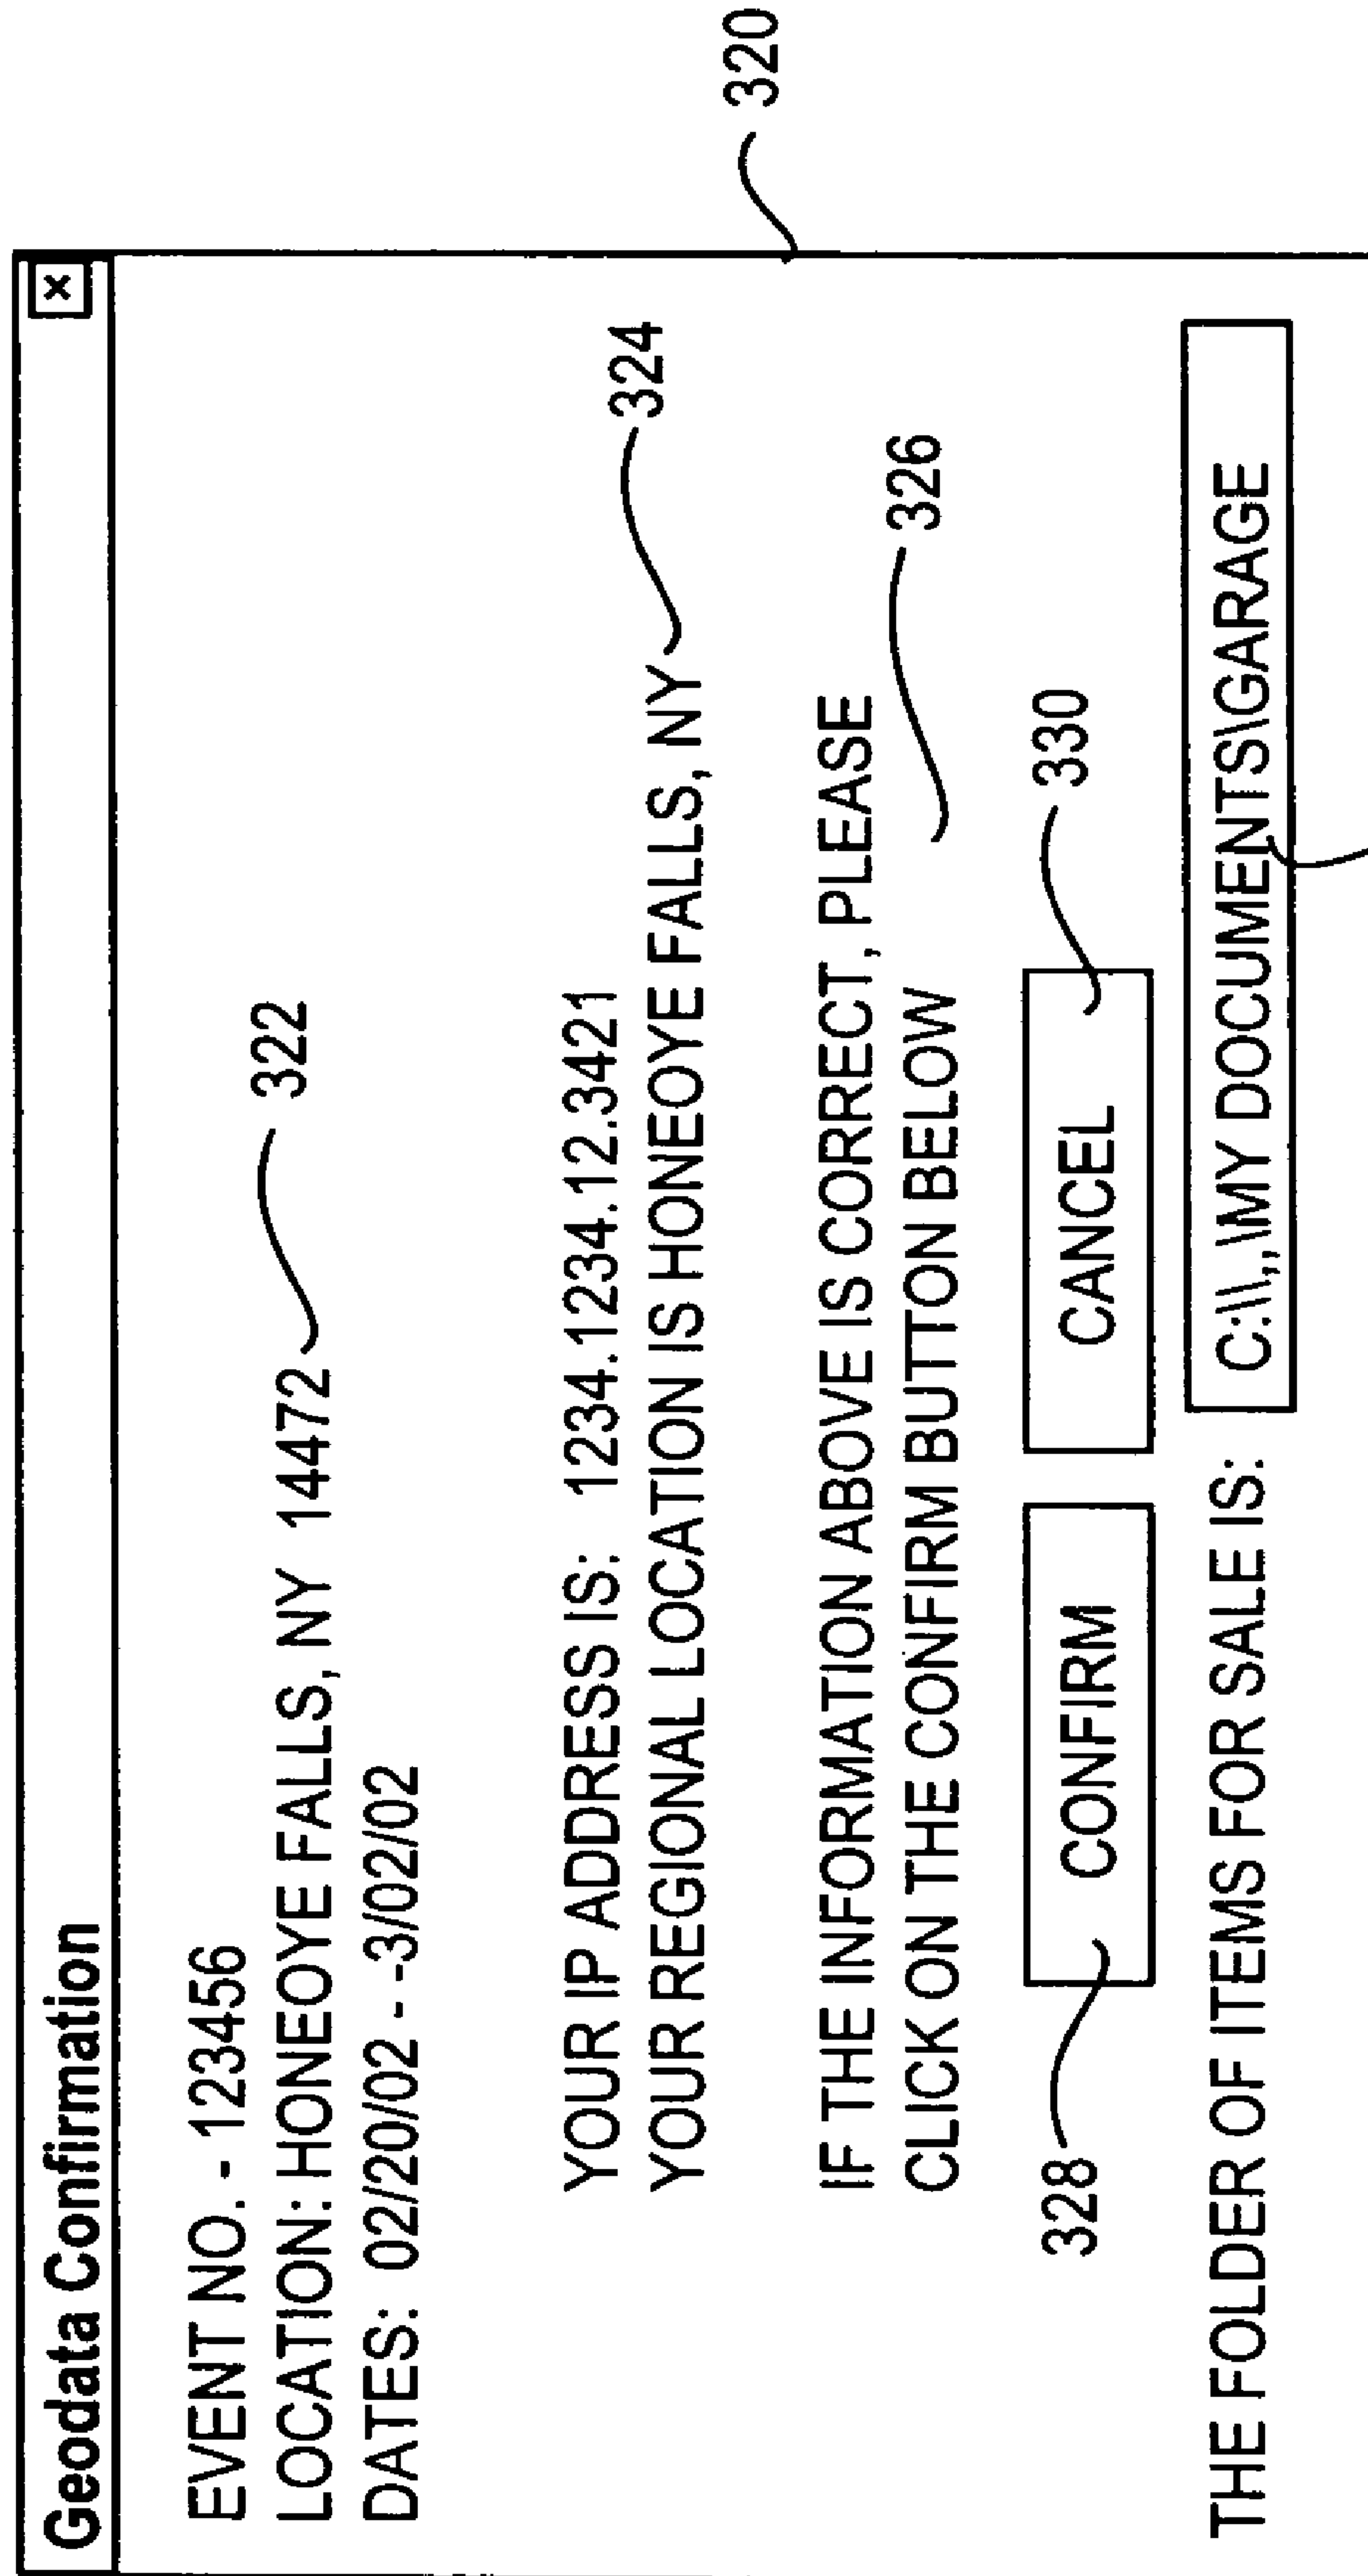 Geodata Confirmation x
320
EVENT NO. - 123456
LOCATION: HONEOYE FALLS, NY 14472 322
DATES: 02/20/02 - -3/02/02
YOUR IP ADDRESS IS: 1234.1234.12.3421
YOUR REGIONAL LOCATION IS HONEOYE FALLS, NY 324
IF THE INFORMATION ABOVE IS CORRECT, PLEASE
CLICK ON THE CONFIRM BUTTON BELOW 326
328 CONFIRM CANCEL 330
THE FOLDER OF ITEMS FOR SALE IS: C:\\,,\MY DOCUMENTS\GARAGE